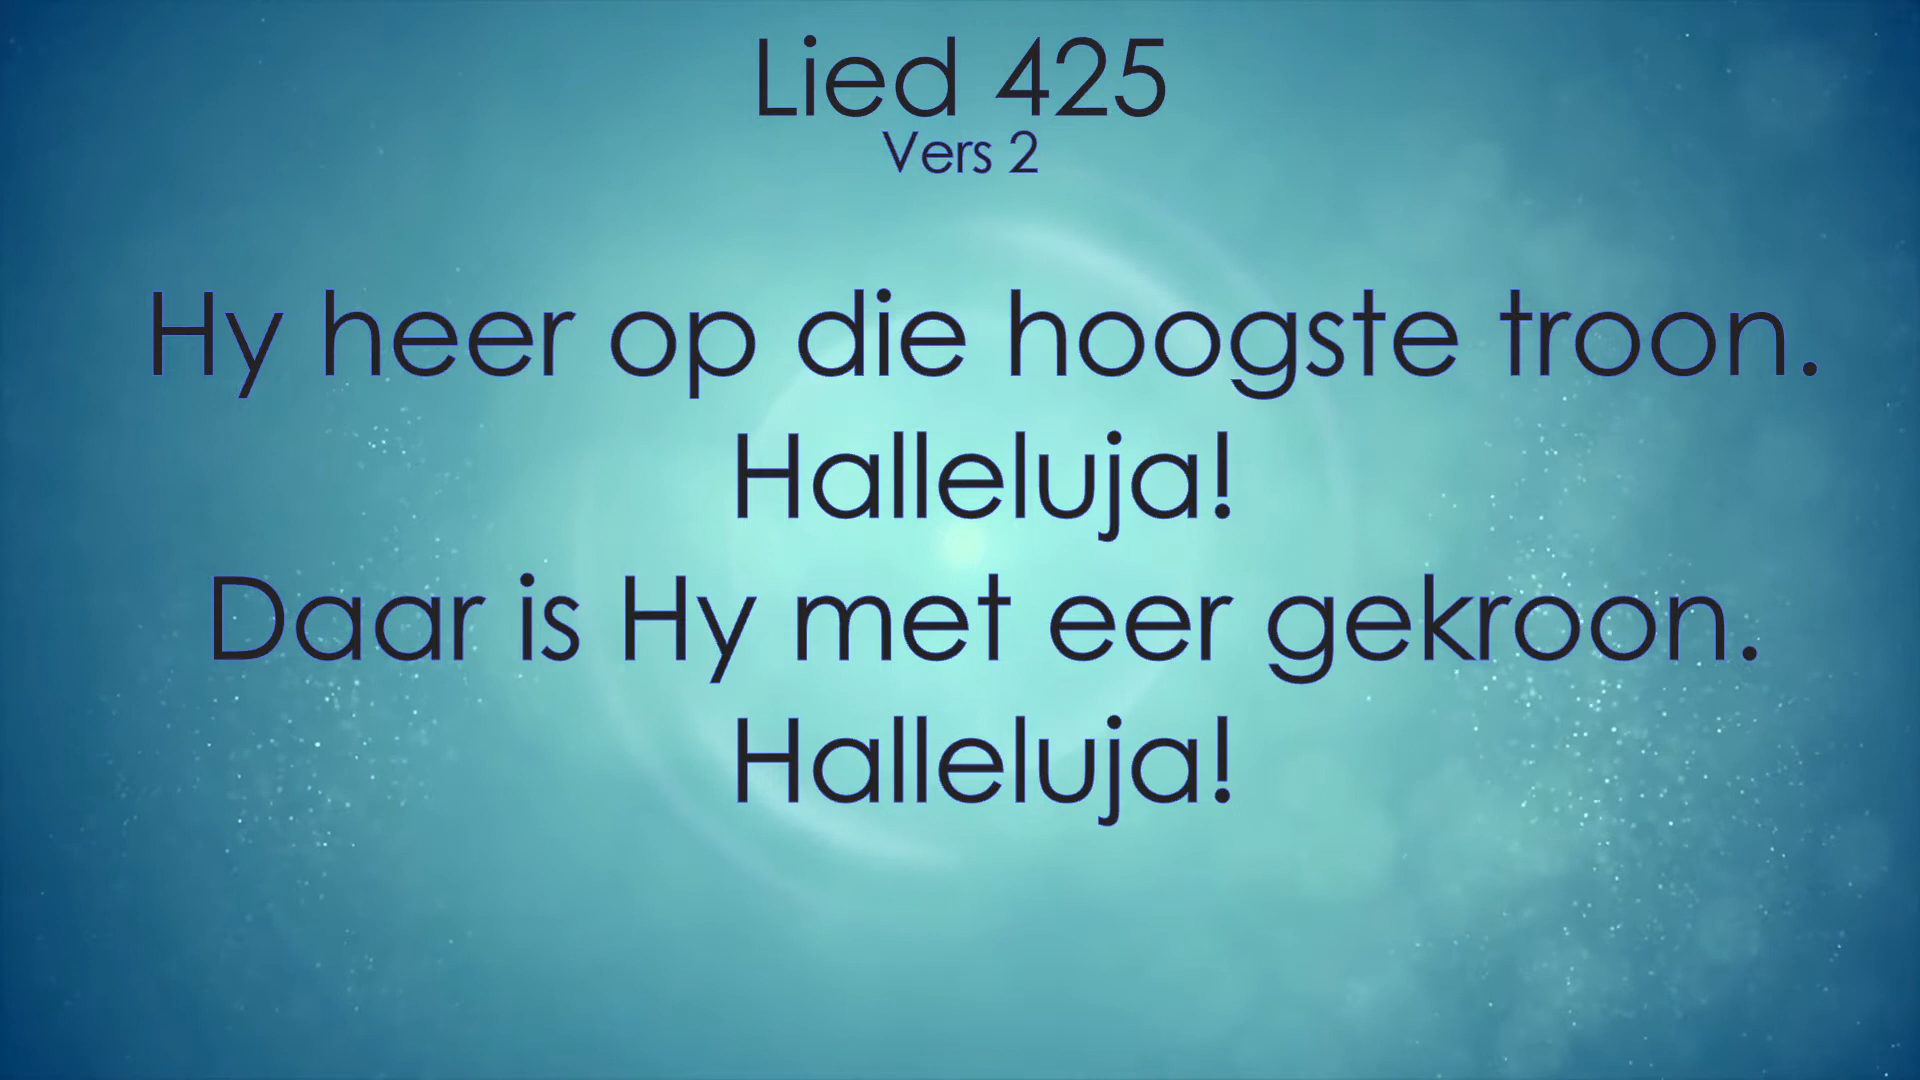 Lied 425
Vers 2
Hy heer op die hoogste troon.
Halleluja!
Daar is Hy met eer gekroon.
Halleluja!